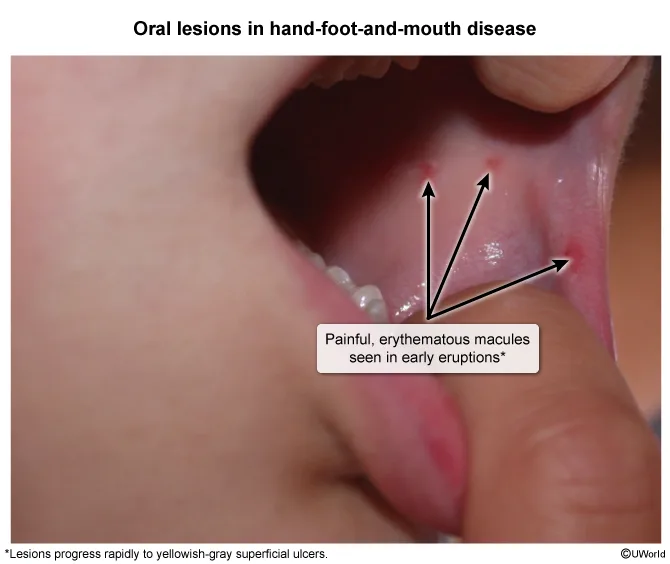 Oral lesions in hand-foot-and-mouth disease
Painful, erythematous macules
seen in early eruptions*
*Lesions progress rapidly to yellowish-gray superficial ulcers.
©UWorld